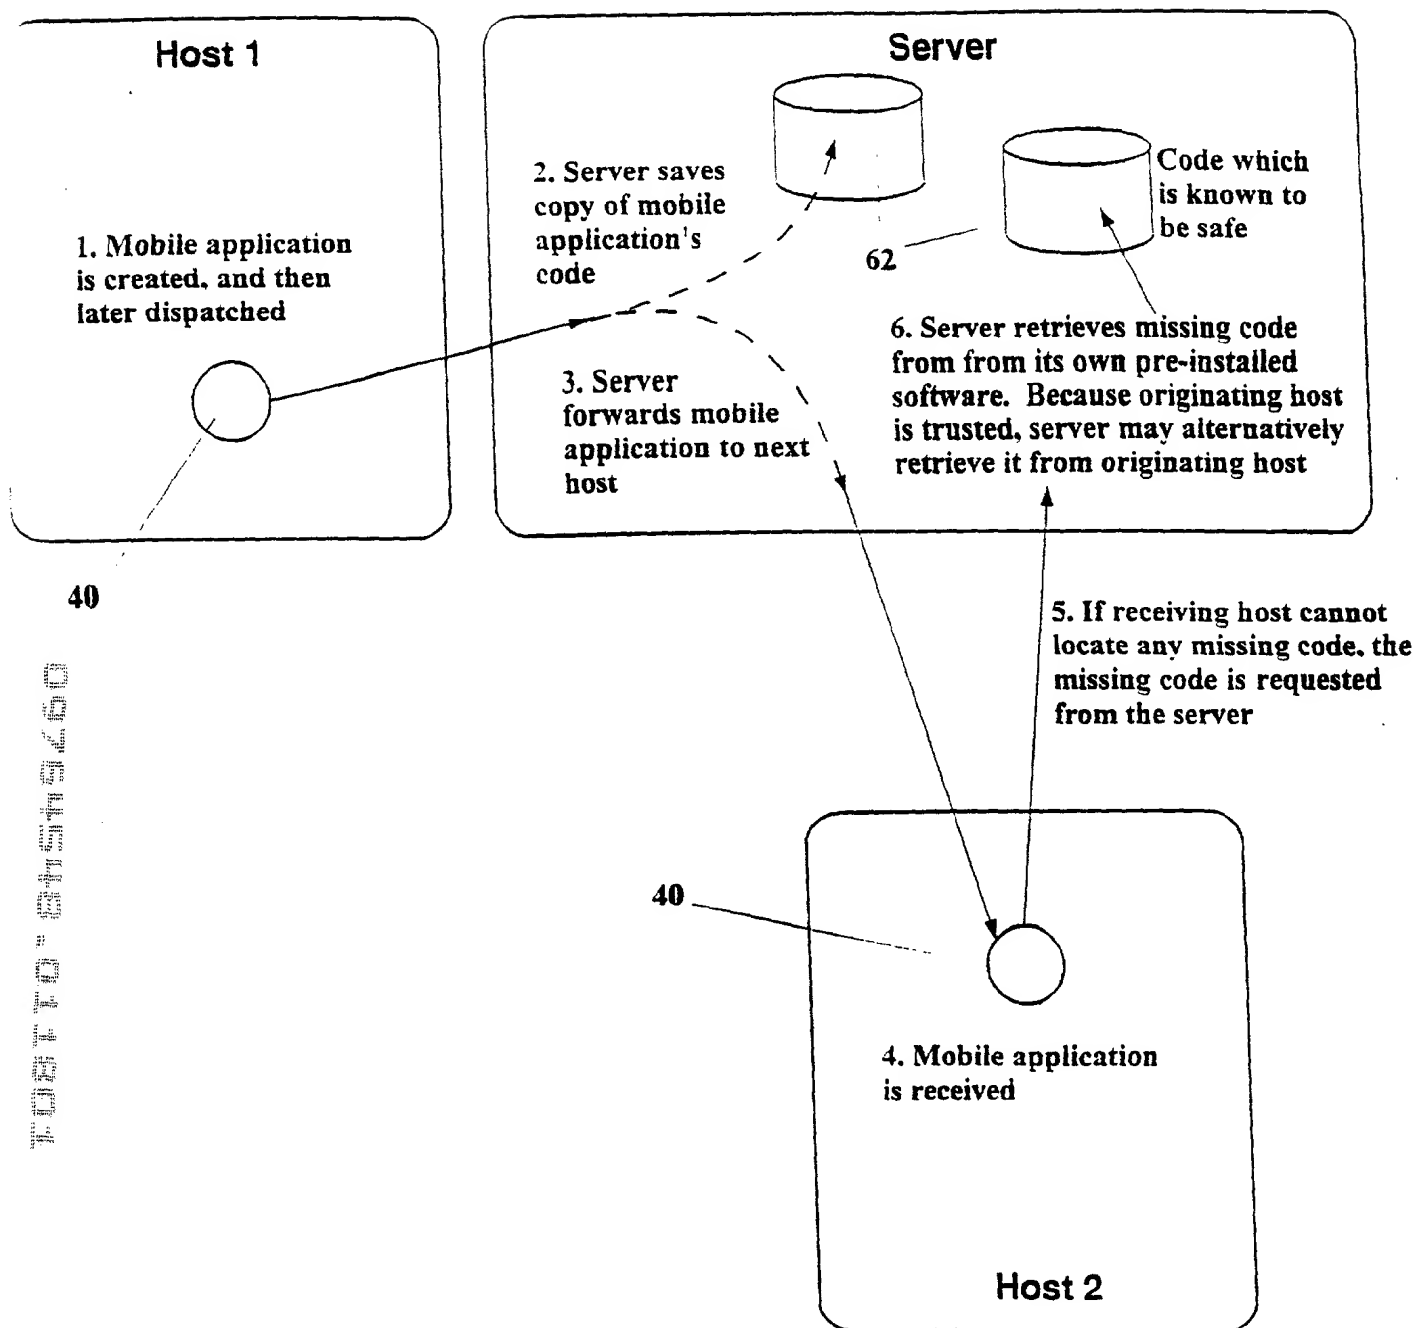 Host 1
1. Mobile application
is created, and then
later dispatched
40
Server
2. Server saves
copy of mobile
application's
code
62
Code which
is known to
be safe
3. Server
forwards mobile
application to next
host
6. Server retrieves missing code
from from its own pre-installed
software. Because originating host
is trusted, server may alternatively
retrieve it from originating host
5. If receiving host cannot
locate any missing code, the
missing code is requested
from the server
40
4. Mobile application
is received
Host 2
09764548.011801